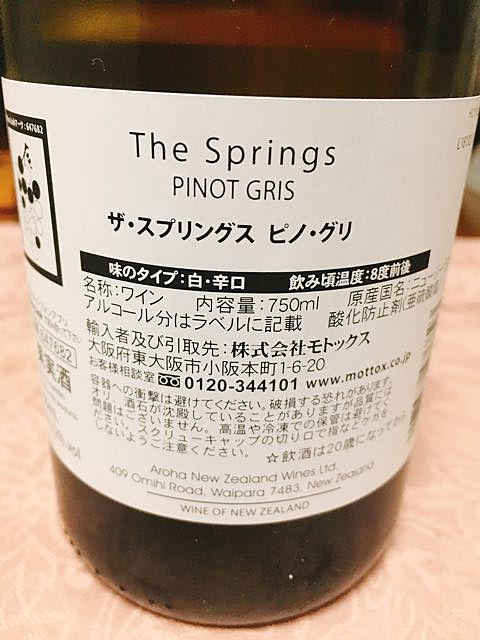 647682
The Springs
PINOT GRIS
ザ・スプリングス ピノ・グリ
味のタイプ：白・辛口 飲み頃温度：8度前後
名称：ワイン 内容量：750ml 原産国名：ニュージー
アルコール分はラベルに記載 酸化防止剤(亜硫酸塩
輸入者及び引取先：株式会社モトックス
大阪府東大阪市小阪本町1-6-20
お客様相談室 0120-344101 www.mottox.co.jp
容器への衝撃は避けてください。破損する恐れがあります。
オリ、酒石が沈殿していることがありますが品質には
問題はございません。高温や冷凍での保管は避けてく
ださい。スクリューキャップの切り口で指などケガを
しないようご注意ください。 ☆飲酒は20歳になってから
Aroha New Zealand Wines Ltd.
409 Omihi Road, Waipara 7483, New Zealand
WINE OF NEW ZEALAND